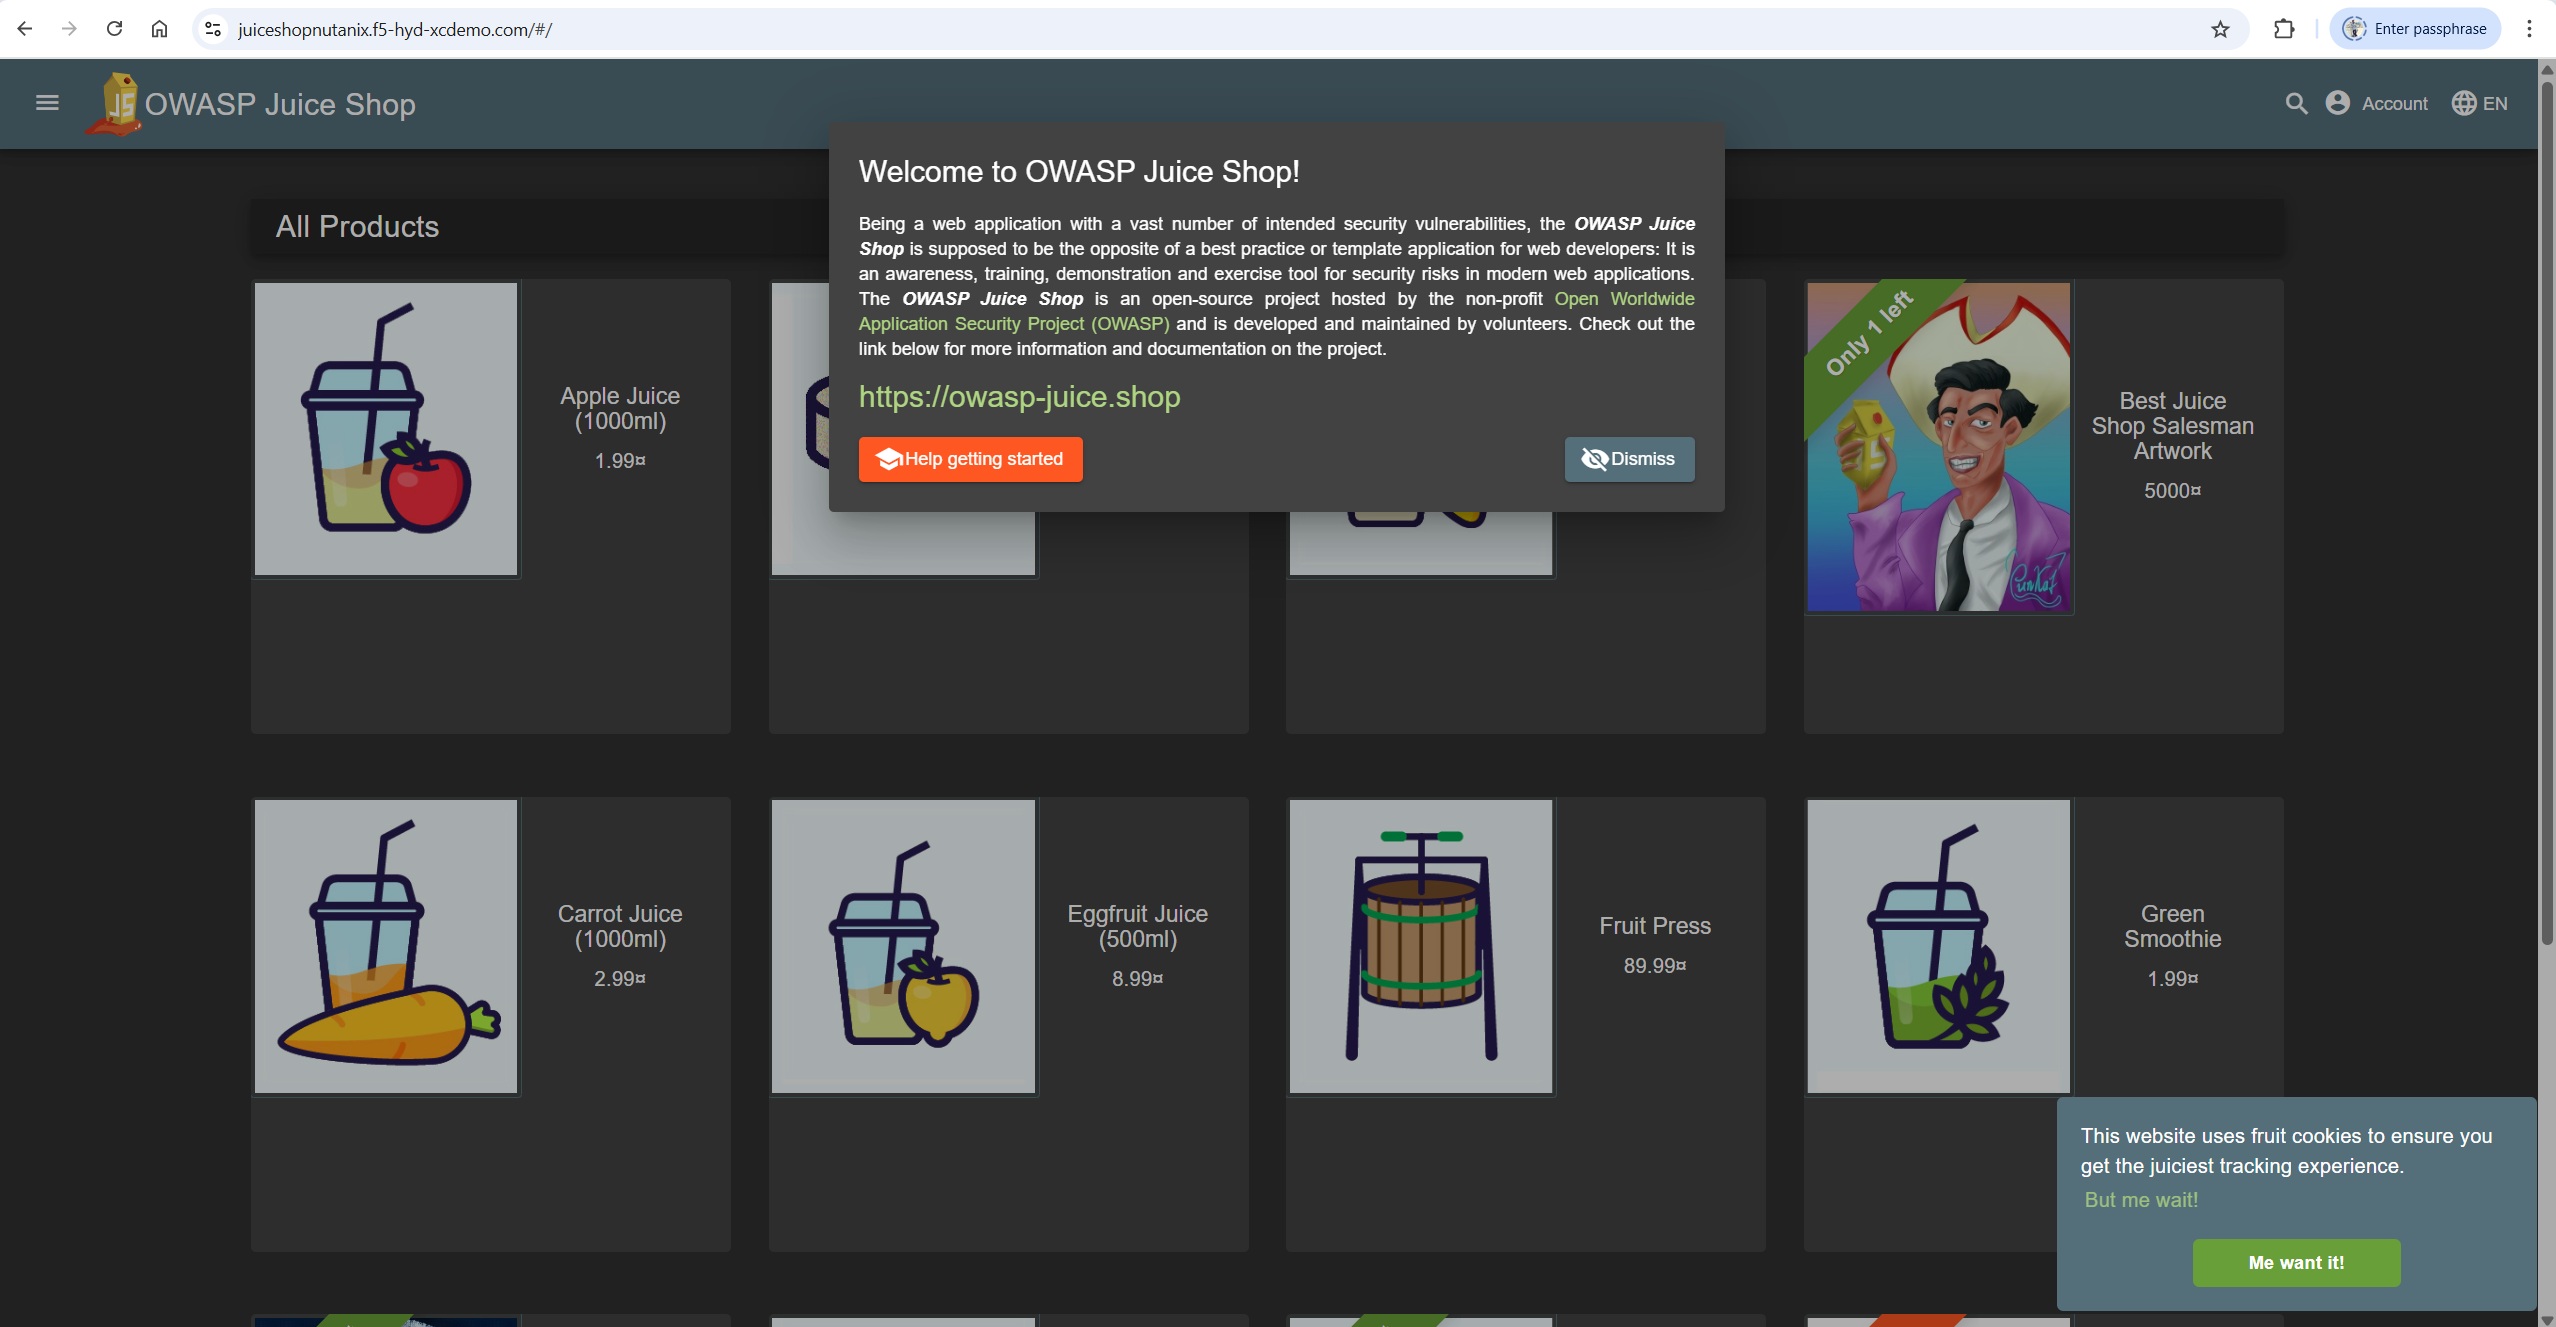 juiceshopnutanix.f5-hyd-xcdemo.com/#/
Enter passphrase
OWASP Juice Shop
Account
EN
Welcome to OWASP Juice Shop!
Being a web application with a vast number of intended security vulnerabilities, the OWASP Juice
Shop is supposed to be the opposite of a best practice or template application for web developers: It is
an awareness, training, demonstration and exercise tool for security risks in modern web applications.
The OWASP Juice Shop is an open-source project hosted by the non-profit Open Worldwide
Application Security Project (OWASP) and is developed and maintained by volunteers. Check out the
link below for more information and documentation on the project.
https://owasp-juice.shop
Help getting started
Dismiss
All Products
Apple Juice
(1000ml)
1.99¤
Only 1 left
Best Juice
Shop Salesman
Artwork
5000¤
Carrot Juice
(1000ml)
2.99¤
Eggfruit Juice
(500ml)
8.99¤
Fruit Press
89.99¤
Green
Smoothie
1.99¤
This website uses fruit cookies to ensure you
get the juiciest tracking experience.
But me wait!
Me want it!